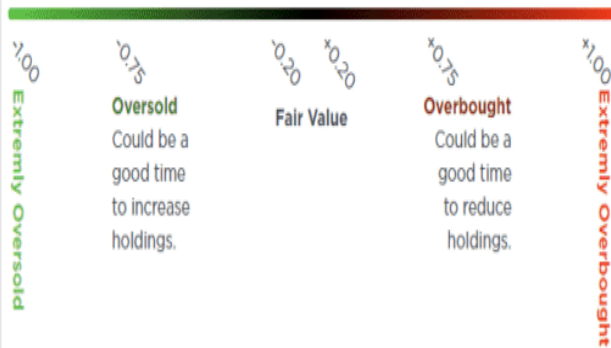 -1.00
-0.75
-0.20
+0.20
+0.75
+1.00
Extremly Oversold
Oversold
Could be a
good time
to increase
holdings.
Fair Value
Overbought
Could be a
good time
to reduce
holdings.
Extremly Overbought